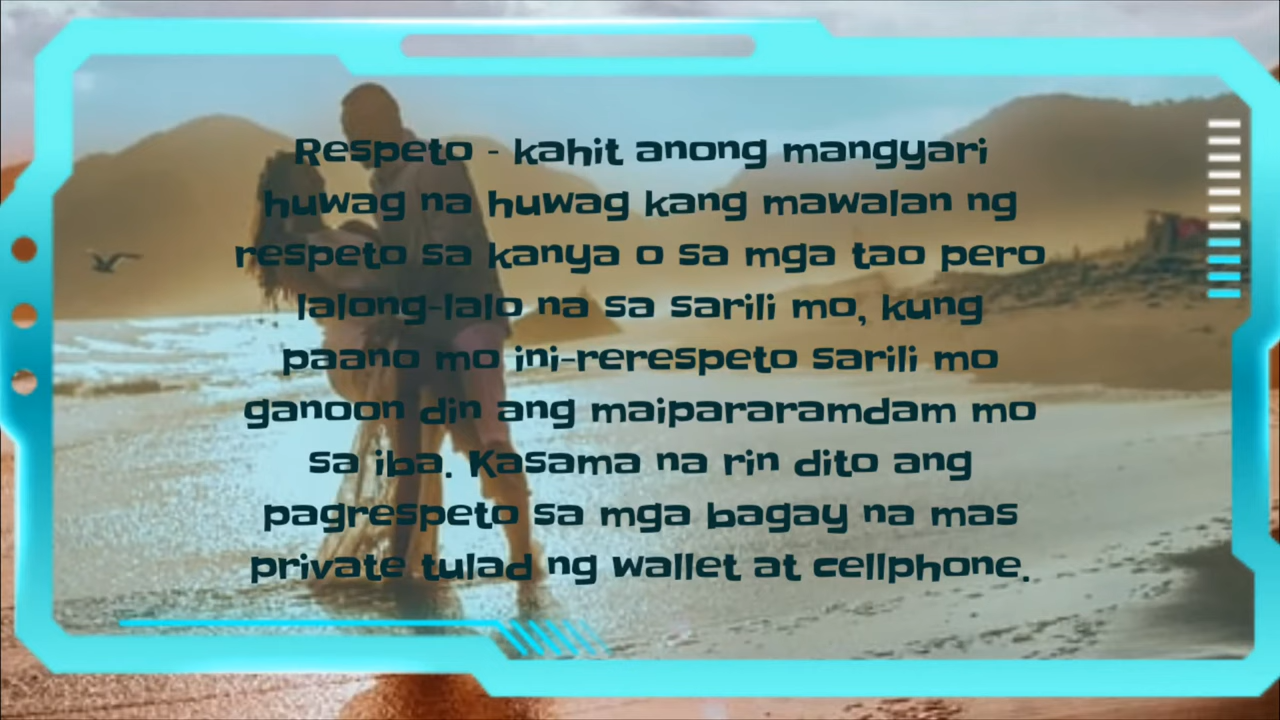 Respeto - kahit anong mangyari
huwag na huwag kang mawalan ng
respeto sa kanya o sa mga tao pero
lalong-lalo na sa sarili mo, kung
paano mo ini-rerespeto sarili mo
ganoon din ang maipararamdam mo
sa iba. Kasama na rin dito ang
pagrespeto sa mga bagay na mas
private tulad ng wallet at cellphone.